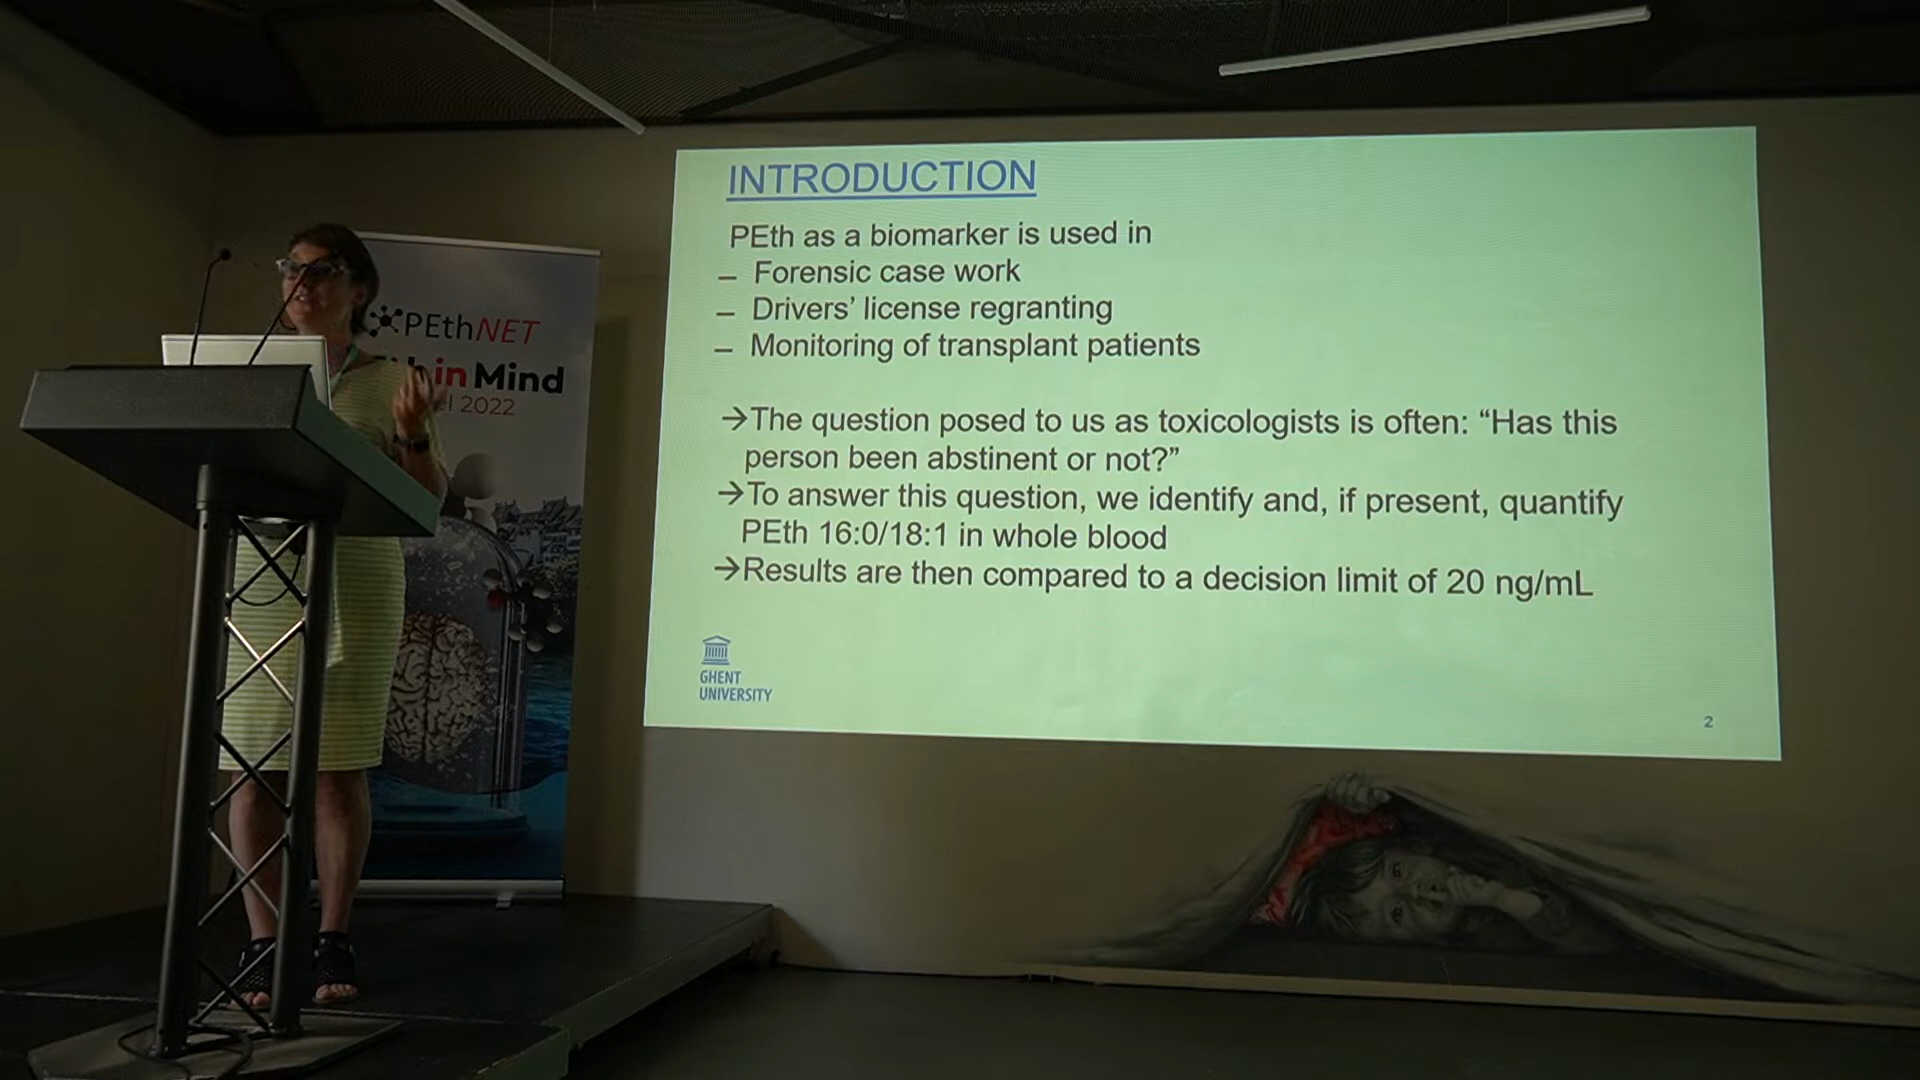 INTRODUCTION
PEth as a biomarker is used in
– Forensic case work
– Drivers’ license regranting
– Monitoring of transplant patients
→The question posed to us as toxicologists is often: “Has this
person been abstinent or not?”
→To answer this question, we identify and, if present, quantify
PEth 16:0/18:1 in whole blood
→Results are then compared to a decision limit of 20 ng/mL
GHENT
UNIVERSITY
2
PEthNET
in Mind
2022